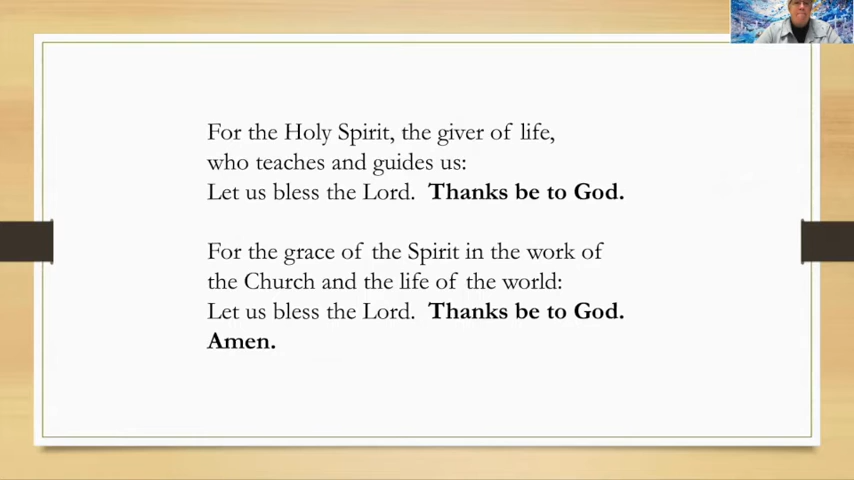 For the Holy Spirit, the giver of life,
who teaches and guides us:
Let us bless the Lord. Thanks be to God.
For the grace of the Spirit in the work of
the Church and the life of the world:
Let us bless the Lord. Thanks be to God.
Amen.